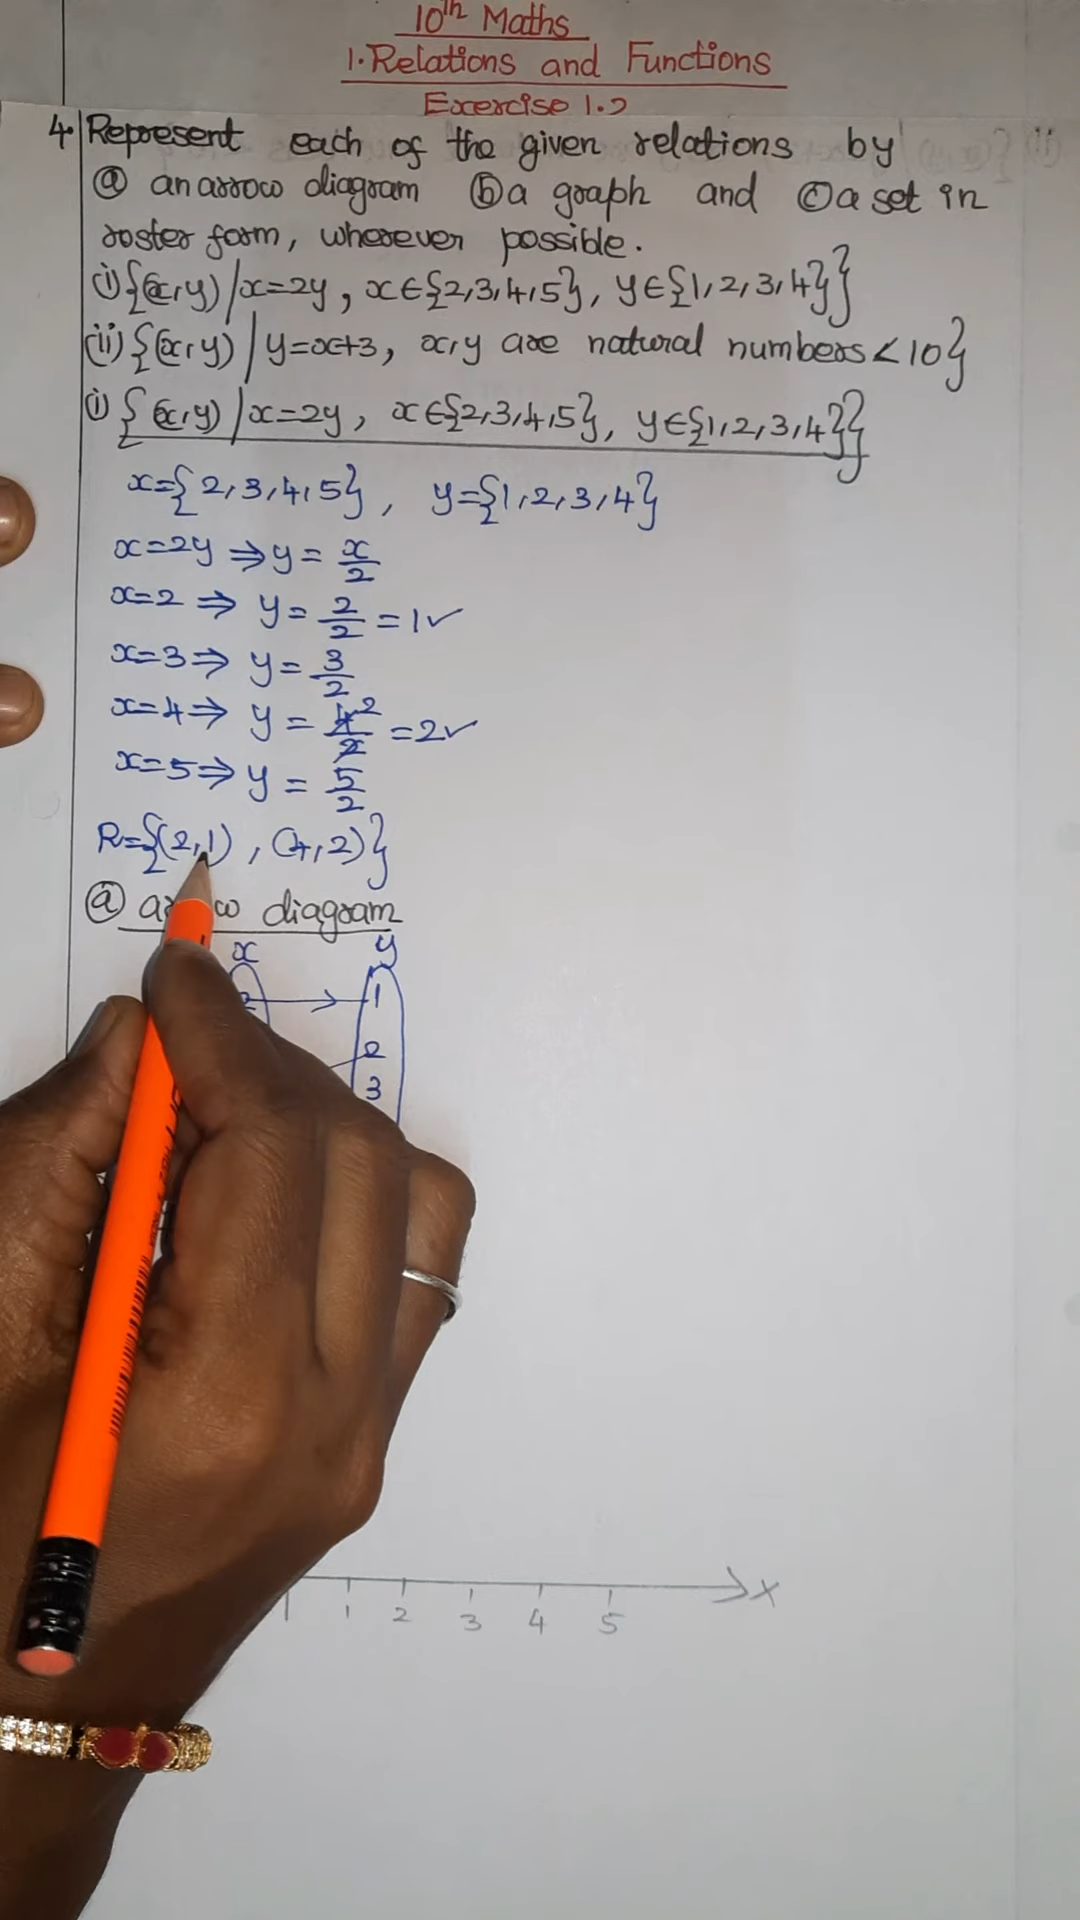 10th Maths
1. Relations and Functions
Exercise 1.2
4. Represent each of the given relations by
ⓐ an arrow diagram ⓑ a graph and ⓒ a set in
roster form, wherever possible.
i) {(x,y) / x=2y, x∈{2,3,4,5}, y∈{1,2,3,4}}
(ii) {(x,y) / y=x+3, x,y are natural numbers < 10}
i) {(x,y) / x=2y, x∈{2,3,4,5}, y∈{1,2,3,4}}
x={2,3,4,5}, y={1,2,3,4}
x=2y ⇒ y = x/2
x=2 ⇒ y = 2/2 = 1 ✓
x=3 ⇒ y = 3/2
x=4 ⇒ y = 4/2 2 = 2 ✓
x=5 ⇒ y = 5/2
R={(2,1), (4,2)}
ⓐ diagram
x y
2 1
2
3
1 2 3 4 5 X